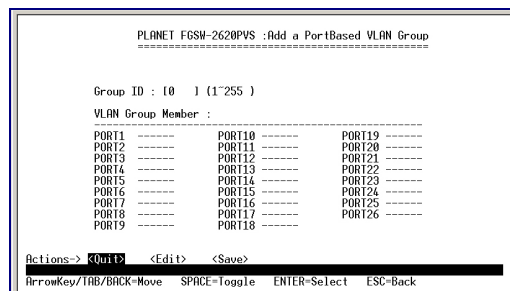 PLANET FGSW-2620PVS :Add a PortBased VLAN Group
================================================
Group ID : [0   ] (1~255 )
VLAN Group Member :
------------------------------------------------------
PORT1 ------ PORT10 ------ PORT19 ------
PORT2 ------ PORT11 ------ PORT20 ------
PORT3 ------ PORT12 ------ PORT21 ------
PORT4 ------ PORT13 ------ PORT22 ------
PORT5 ------ PORT14 ------ PORT23 ------
PORT6 ------ PORT15 ------ PORT24 ------
PORT7 ------ PORT16 ------ PORT25 ------
PORT8 ------ PORT17 ------ PORT26 ------
PORT9 ------ PORT18 ------
Actions-> <Quit> <Edit> <Save>
ArrowKey/TAB/BACK=Move SPACE=Toggle ENTER=Select ESC=Back